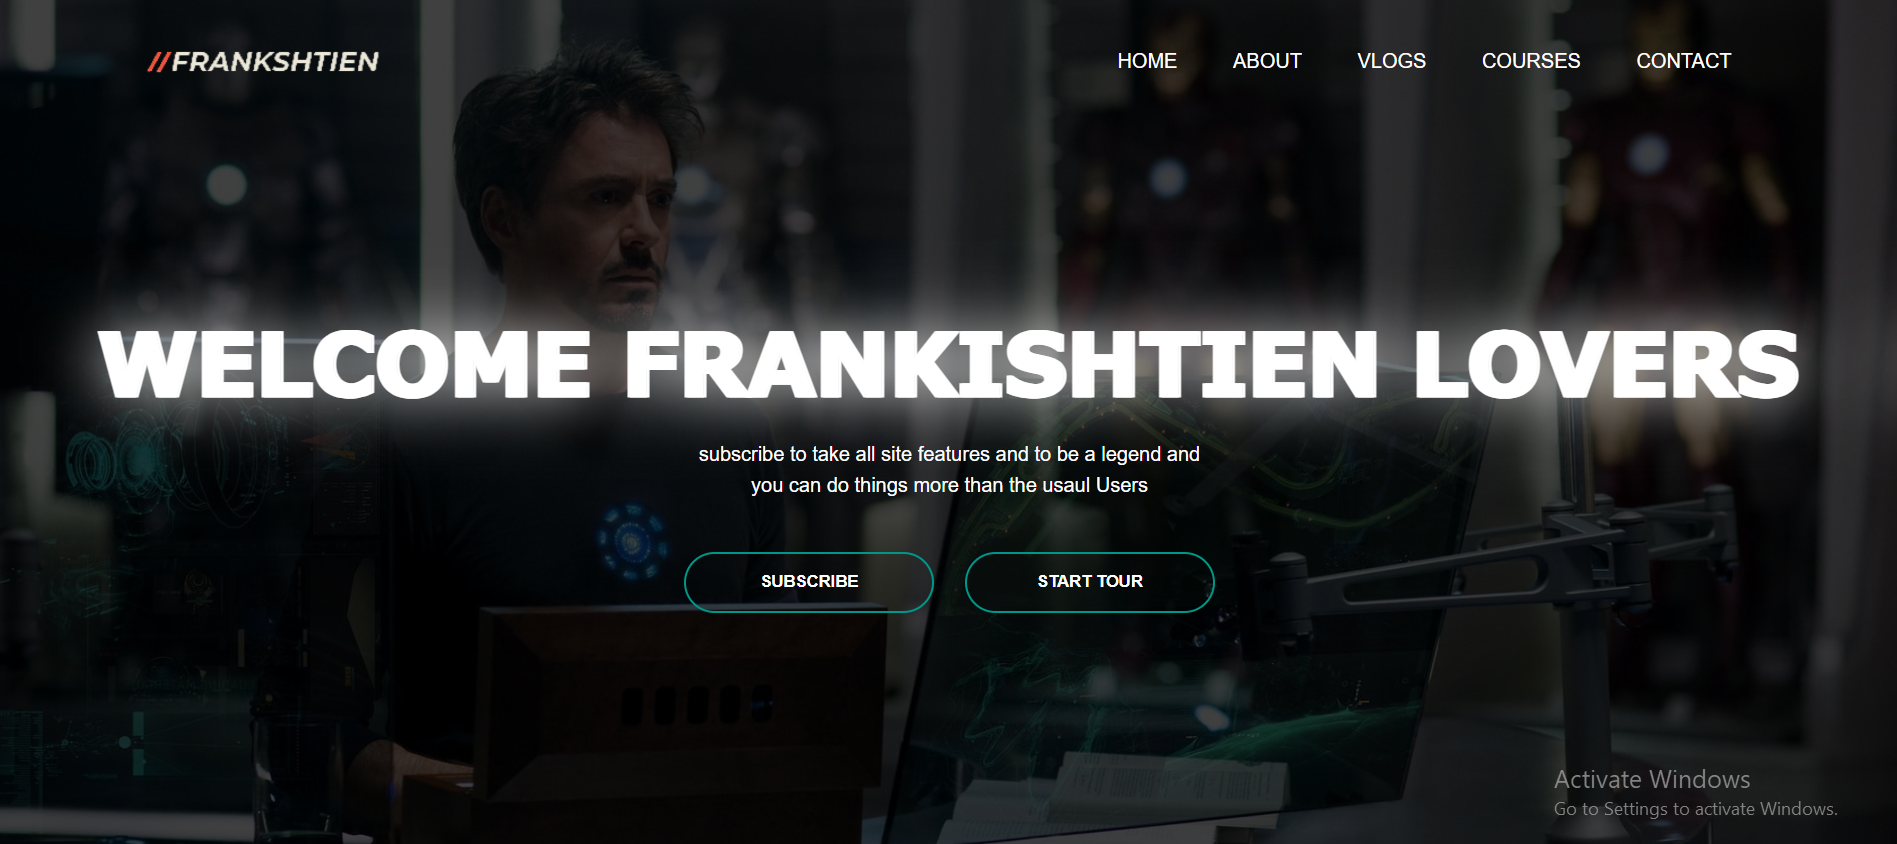 //FRANKSHTIEN
HOME ABOUT VLOGS COURSES CONTACT
WELCOME FRANKISHTIEN LOVERS
subscribe to take all site features and to be a legend and
you can do things more than the usaul Users
SUBSCRIBE START TOUR
Activate Windows
Go to Settings to activate Windows.